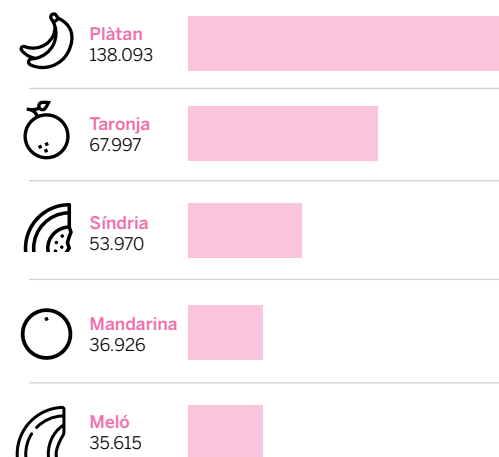 Plàtan
138.093
Taronja
67.997
Síndria
53.970
Mandarina
36.926
Meló
35.615